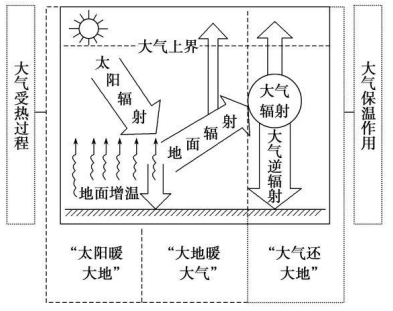 大气受热过程
大气上界
太阳辐射
地面辐射
大气
辐射
大气逆辐射
地面增温
大气保温作用
“太阳暖
大地”
“大地暖
大气”
“大气还
大地”